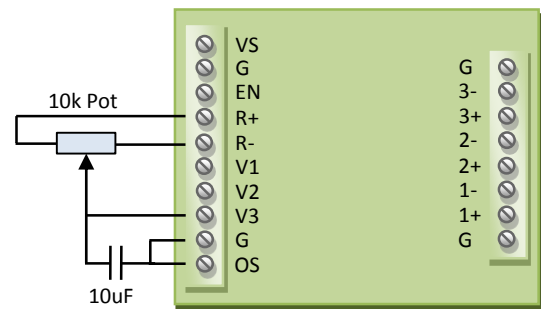 10k Pot
10uF
VS
G
EN
R+
R-
V1
V2
V3
G
OS
G
3-
3+
2-
2+
1-
1+
G